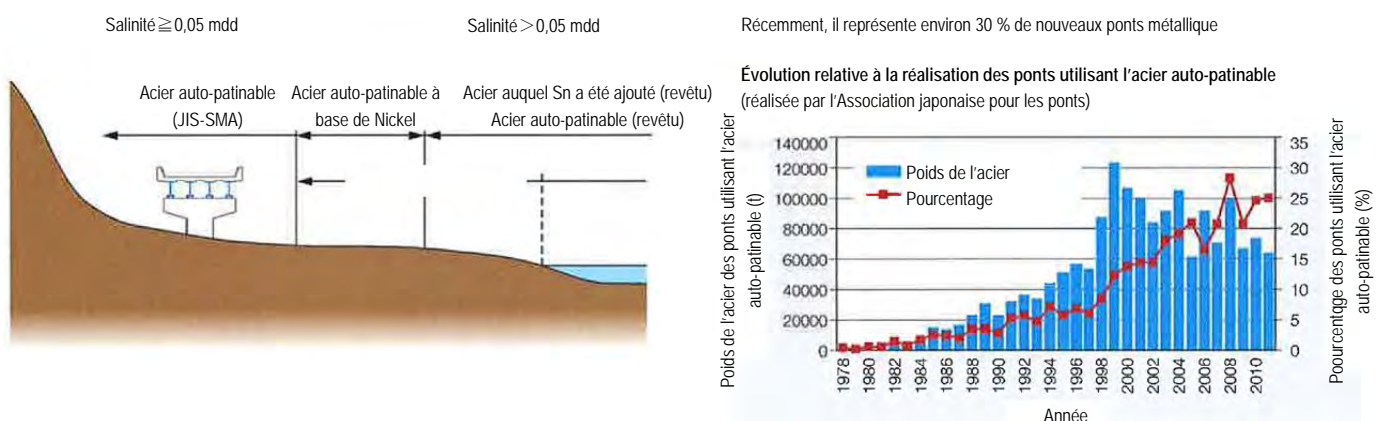 Salinité≧0,05 mdd
Salinité＞0,05 mdd
Acier auto-patinable
(JIS-SMA)
Acier auto-patinable à
base de Nickel
Acier auquel Sn a été ajouté (revêtu)
Acier auto-patinable (revêtu)
Récemment, il représente environ 30 % de nouveaux ponts métallique
Évolution relative à la réalisation des ponts utilisant l'acier auto-patinable
(réalisée par l'Association japonaise pour les ponts)
Poids de l'acier des ponts utilisant l'acier
auto-patinable (t)
140000
120000
100000
80000
60000
40000
20000
0
Poids de l'acier
Pourcentage
35
30
25
20
15
10
5
0
Poourcentage des ponts utilisant l'acier
auto-patinable (%)
1978
1980
1982
1984
1986
1988
1990
1992
1994
1996
1998
2000
2002
2004
2006
2008
2010
Année